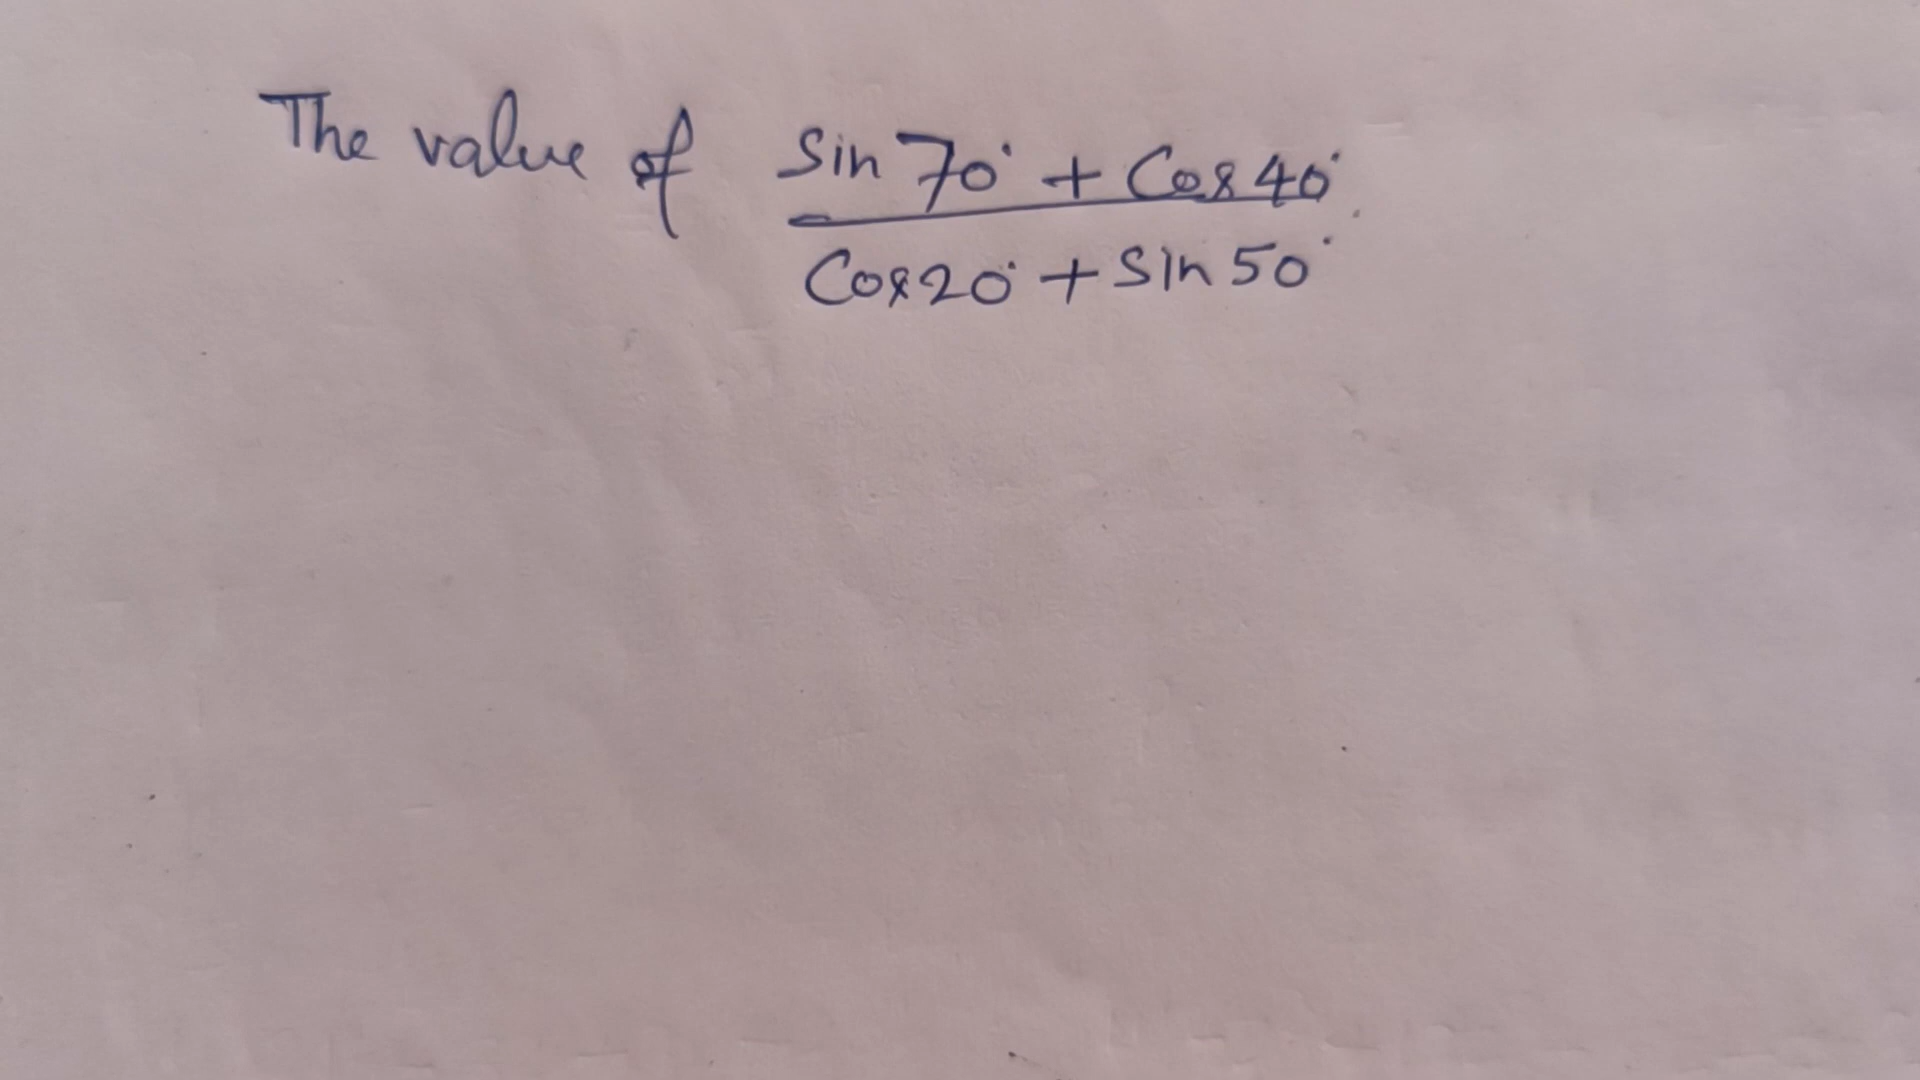 The value of sin 70° + Cos 40°
Cos 20° + sin 50°